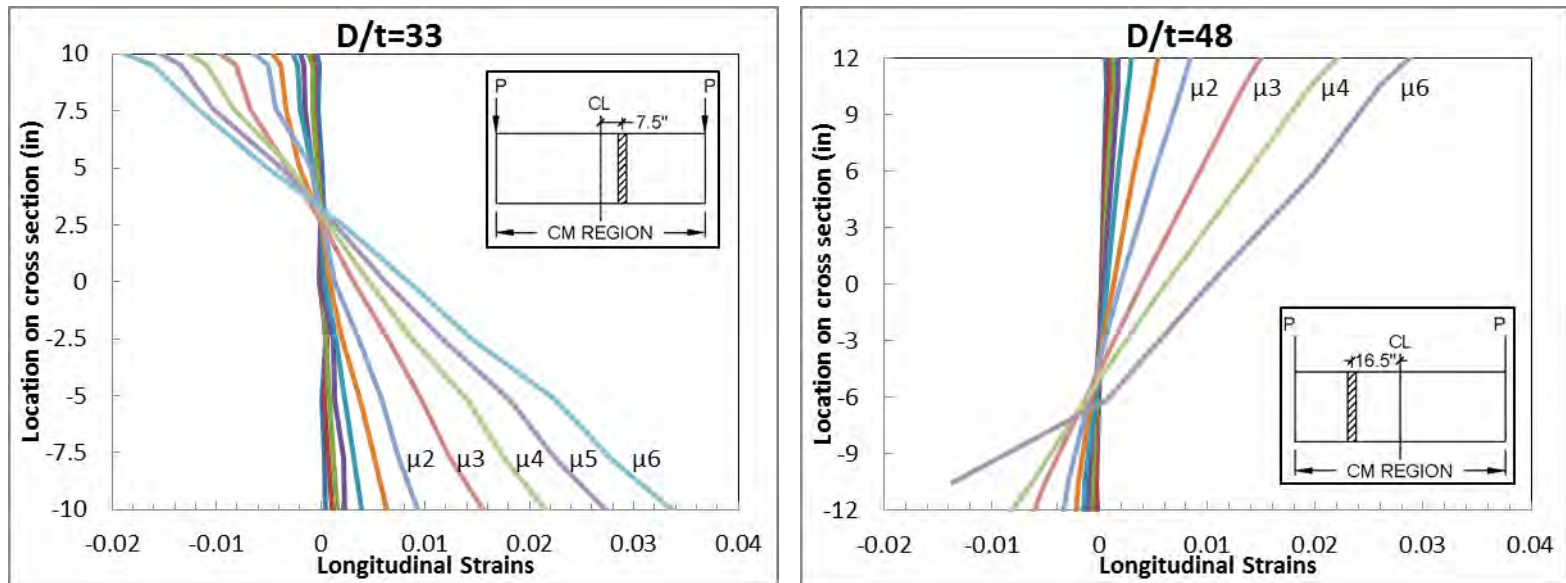 D/t=33
Location on cross section (in)
10
7.5
5
2.5
0
-2.5
-5
-7.5
-10
P
P
CL
7.5"
CM REGION
μ2
μ3
μ4
μ5
μ6
-0.02
-0.01
0
0.01
0.02
0.03
0.04
Longitudinal Strains
D/t=48
Location on cross section (in)
12
9
6
3
0
-3
-6
-9
-12
μ2
μ3
μ4
μ6
P
P
CL
16.5"
CM REGION
-0.02
-0.01
0
0.01
0.02
0.03
0.04
Longitudinal Strains